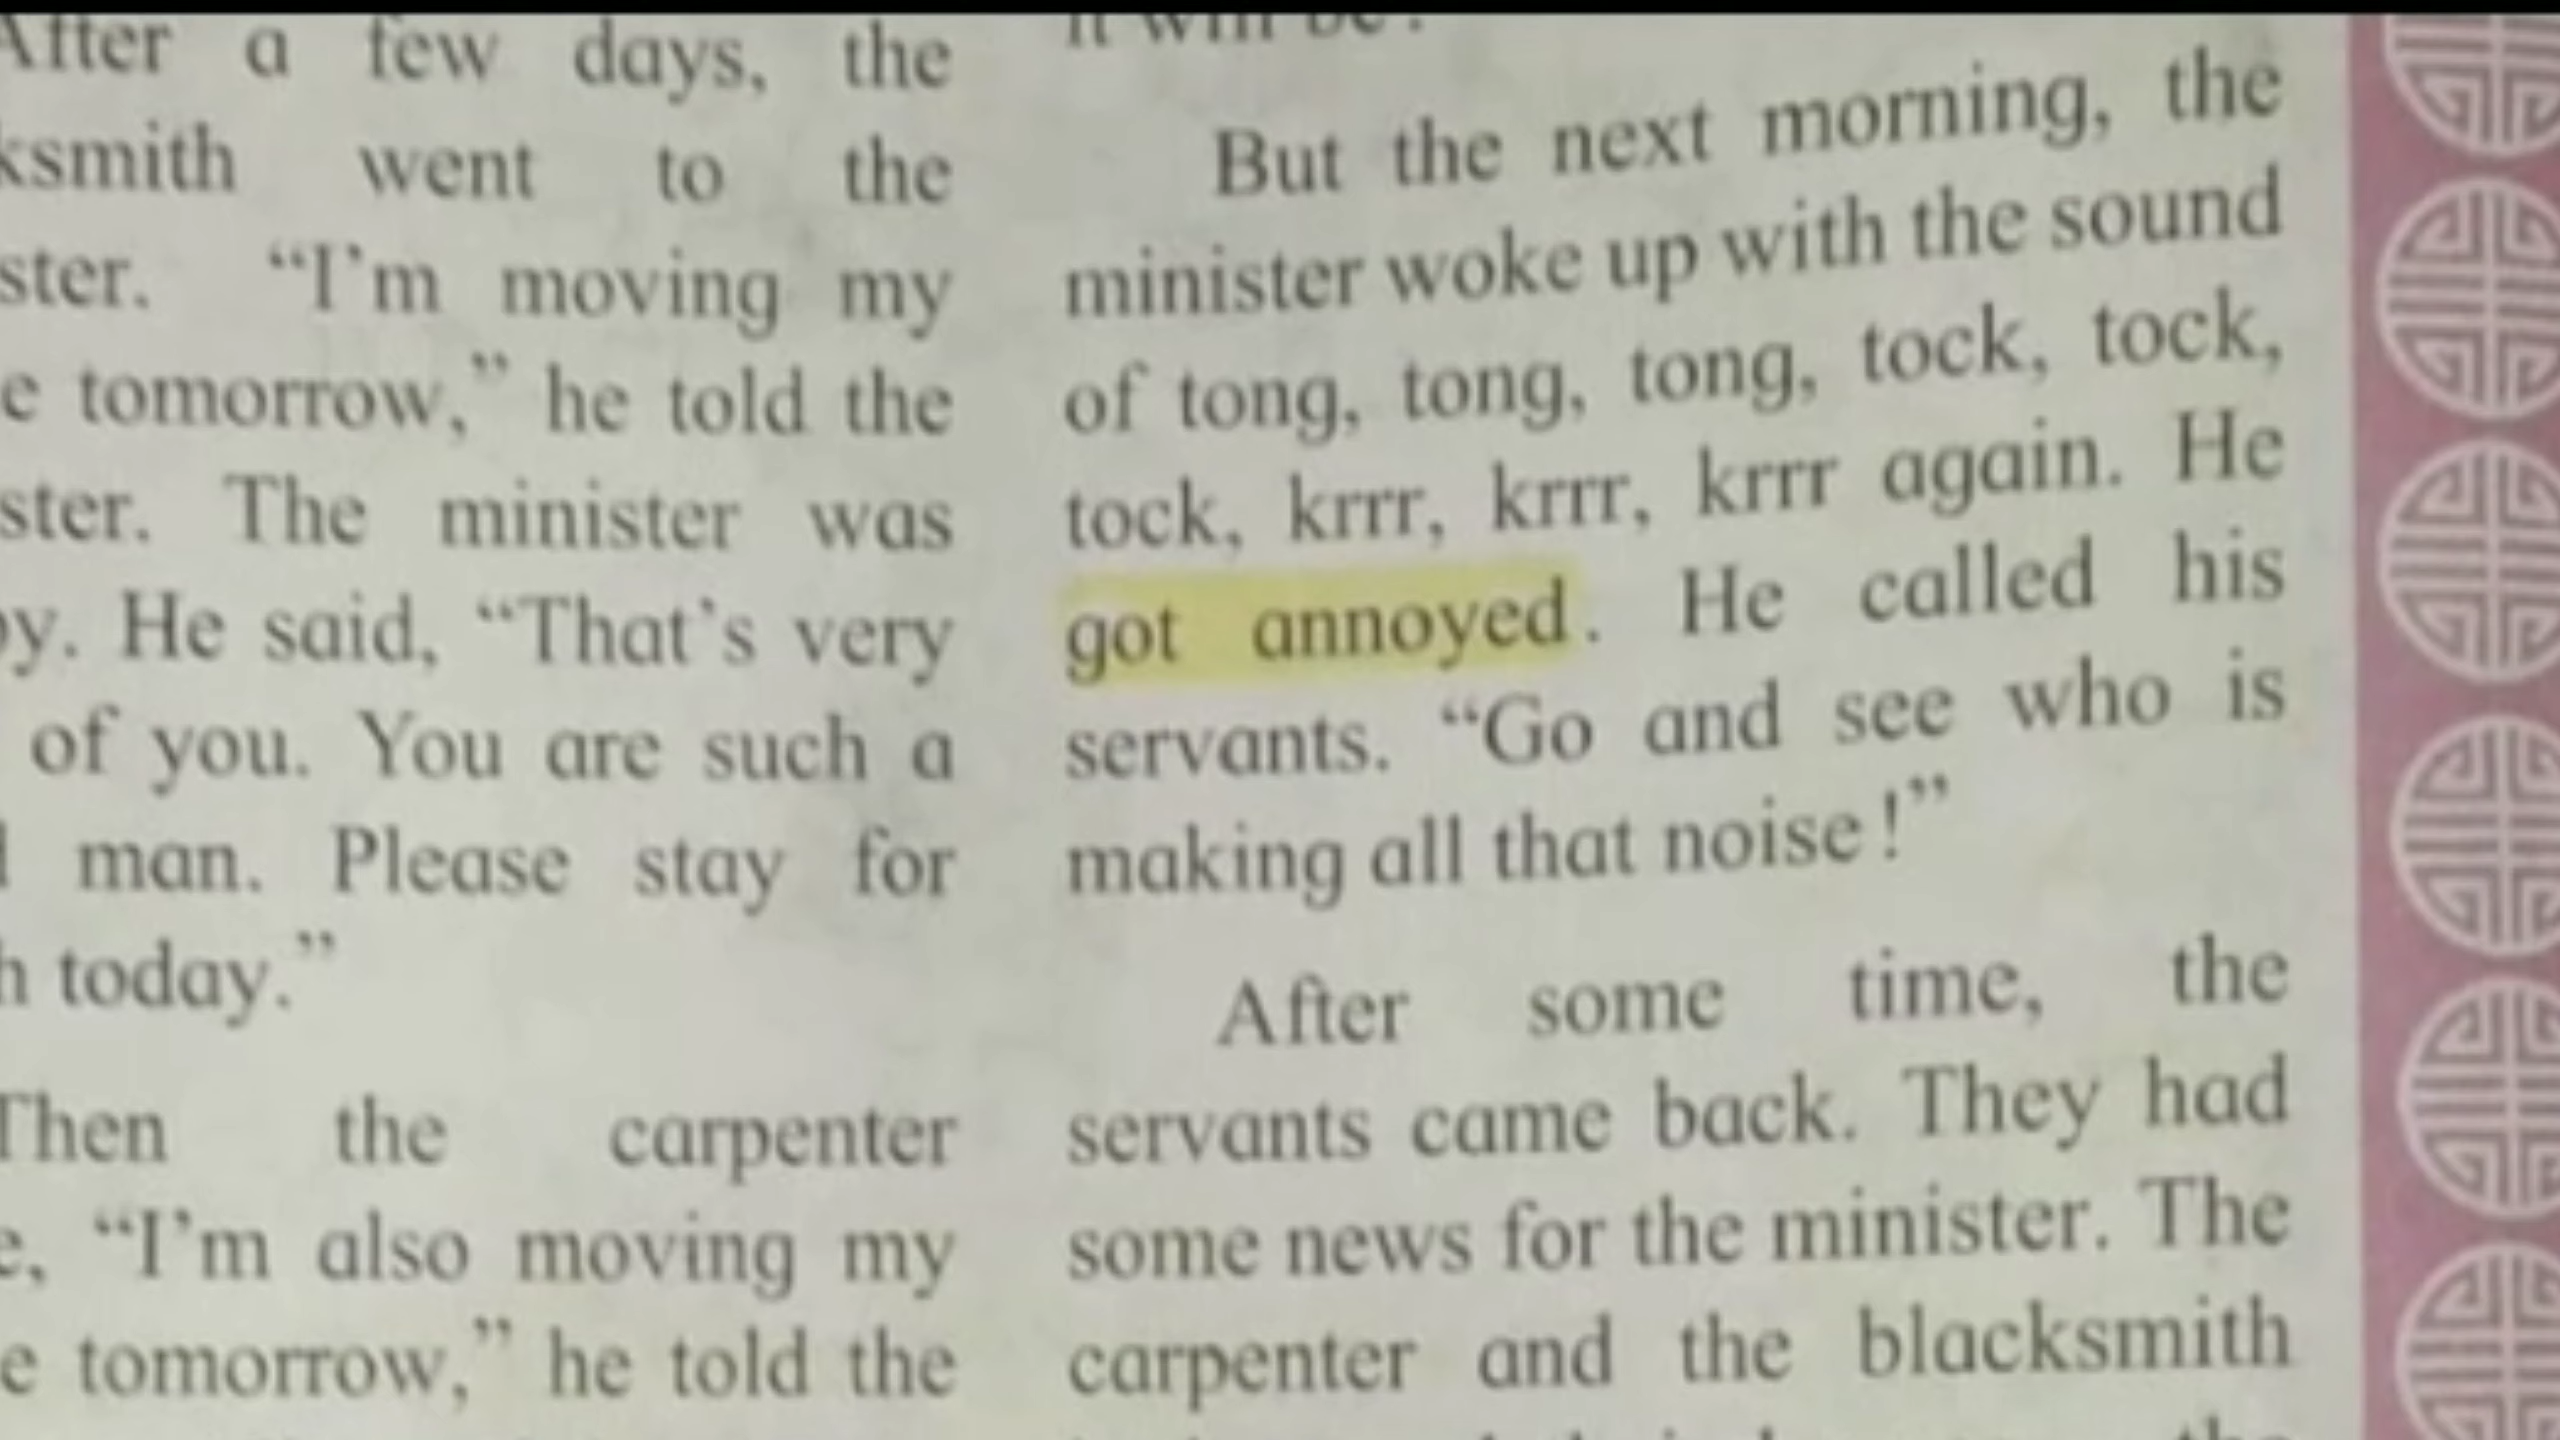 After a few days, the
ksmith went to the
ster. “I’m moving my
e tomorrow,” he told the
ster. The minister was
y. He said, “That’s very
of you. You are such a
man. Please stay for
h today.”
Then the carpenter
e, “I’m also moving my
e tomorrow,” he told the
it will be!
But the next morning, the
minister woke up with the sound
of tong, tong, tong, tock, tock,
tock, krrr, krrr, krrr again. He
got annoyed. He called his
servants. “Go and see who is
making all that noise!”
After some time, the
servants came back. They had
some news for the minister. The
carpenter and the blacksmith
the